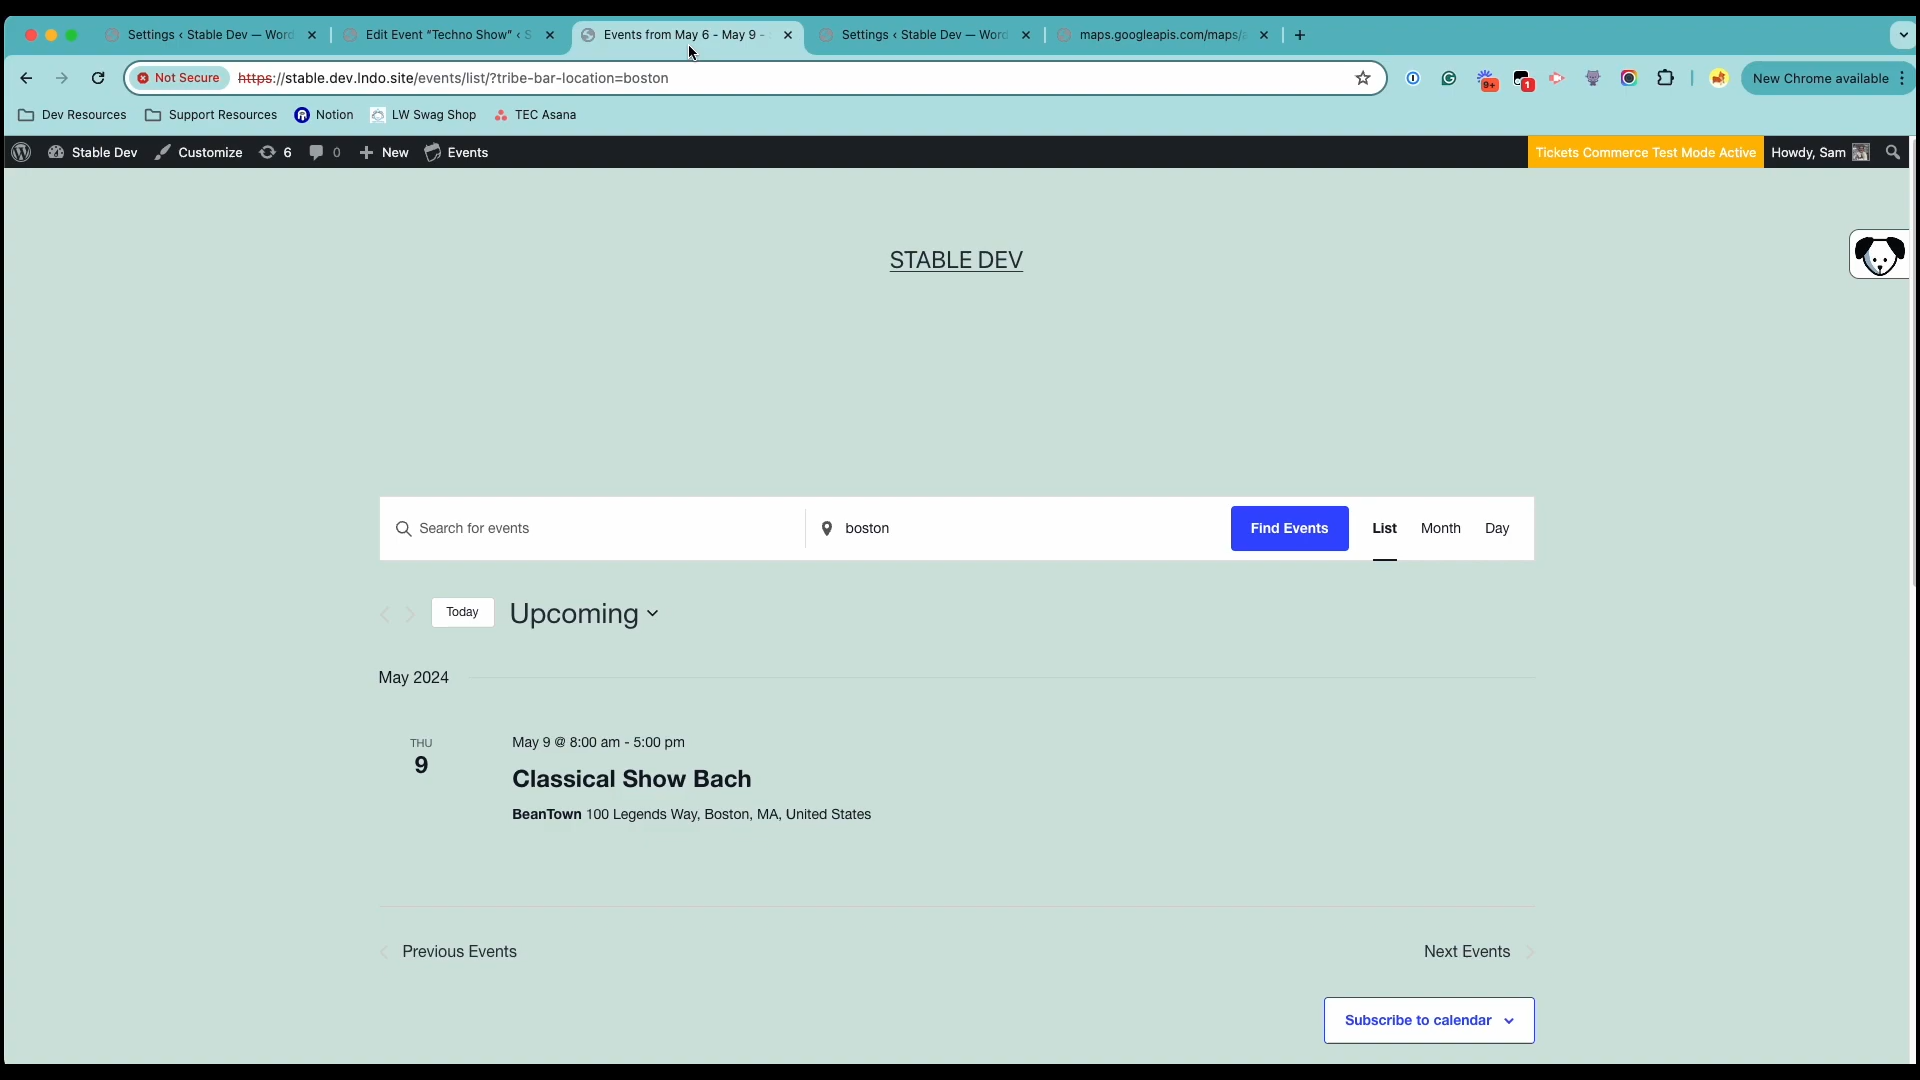 Settings ‹ Stable Dev — Word
Edit Event “Techno Show” ‹ S
Events from May 6 - May 9 -
Settings ‹ Stable Dev — Word
maps.googleapis.com/maps/
Not Secure
https://stable.dev.lndo.site/events/list/?tribe-bar-location=boston
9+
1
New Chrome available
Dev Resources
Support Resources
Notion
LW Swag Shop
TEC Asana
Stable Dev
Customize
6
0
New
Events
Tickets Commerce Test Mode Active
Howdy, Sam
STABLE DEV
Search for events
boston
Find Events
List
Month
Day
Today
Upcoming
May 2024
THU
9
May 9 @ 8:00 am - 5:00 pm
Classical Show Bach
BeanTown 100 Legends Way, Boston, MA, United States
Previous Events
Next Events
Subscribe to calendar